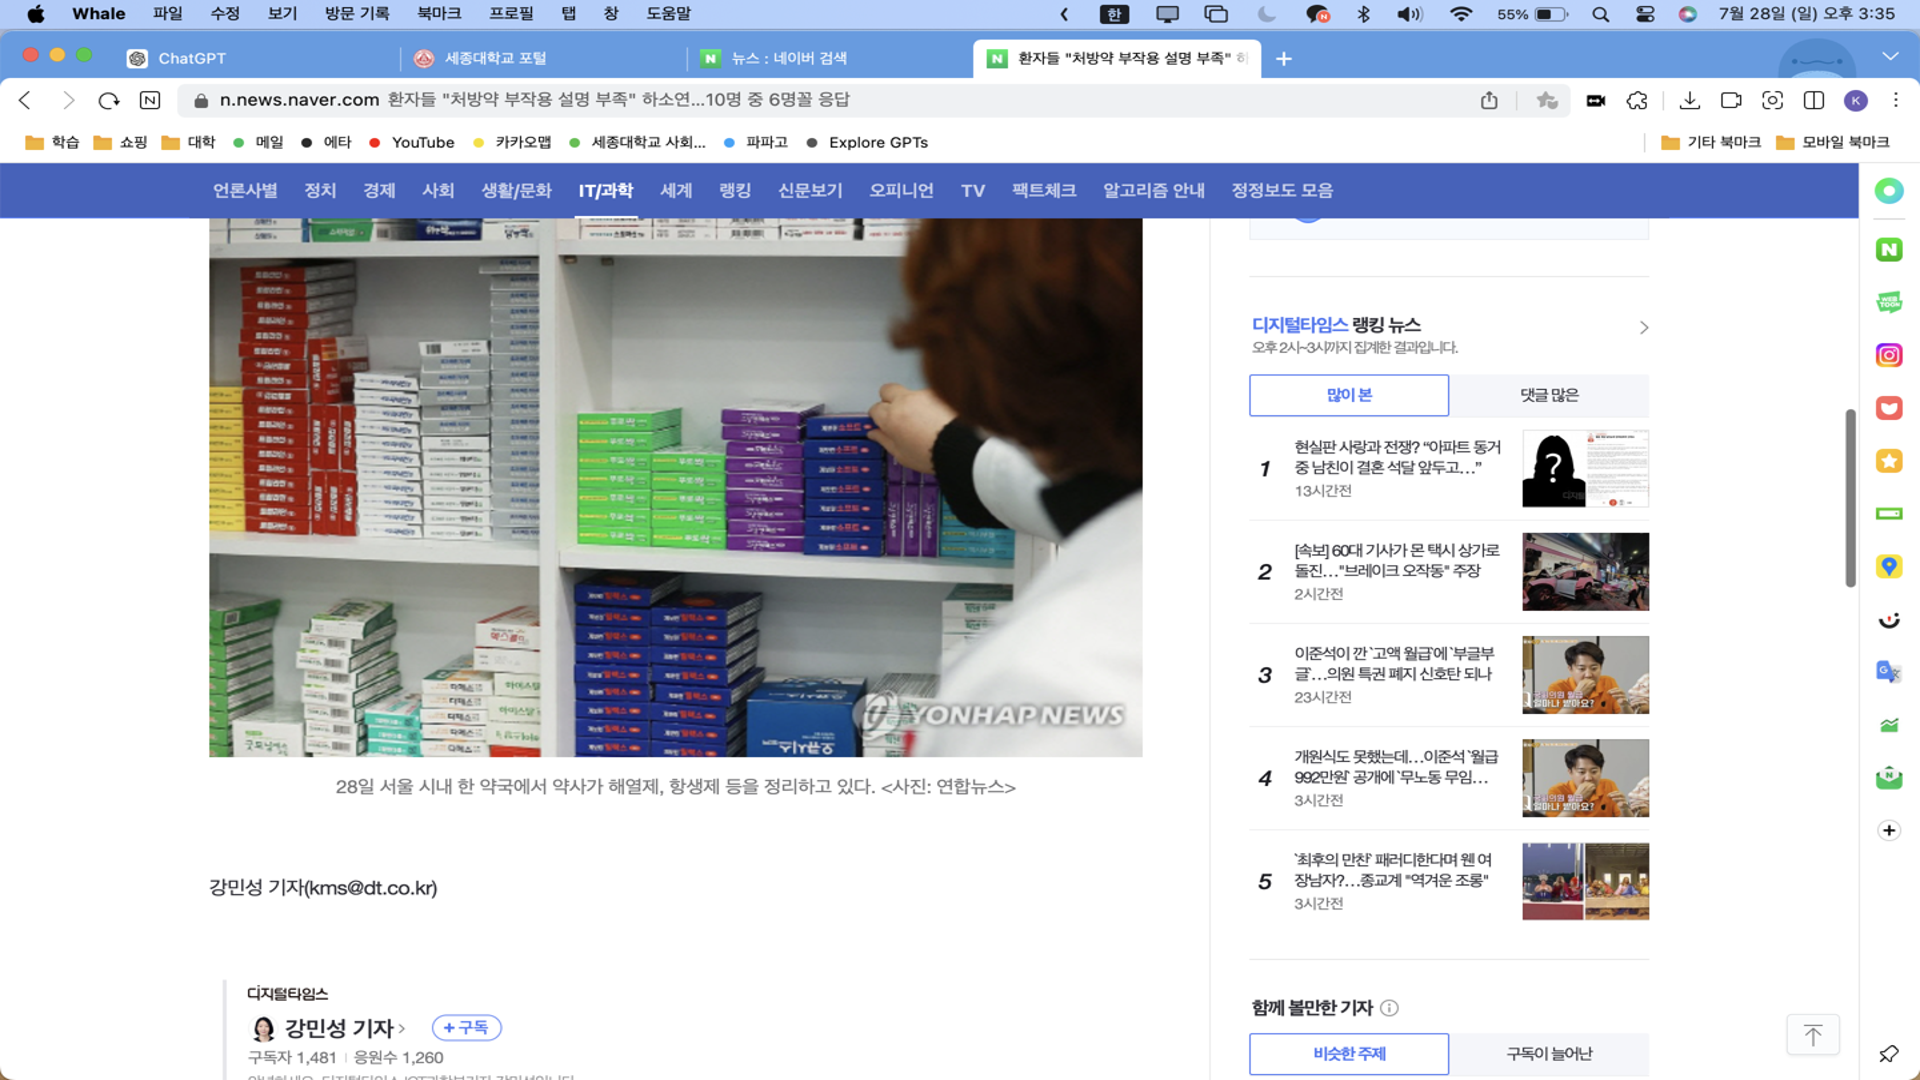 Whale 파일 수정 보기 방문 기록 북마크 프로필 탭 창 도움말 한 55% 7월 28일 (일) 오후 3:35
ChatGPT 세종대학교 포털 뉴스 : 네이버 검색 환자들 "처방약 부작용 설명 부족" 하
n.news.naver.com 환자들 "처방약 부작용 설명 부족" 하소연...10명 중 6명꼴 응답
학습 쇼핑 대학 메일 에타 YouTube 카카오맵 세종대학교 사회... 파파고 Explore GPTs 기타 북마크 모바일 북마크
언론사별 정치 경제 사회 생활/문화 IT/과학 세계 랭킹 신문보기 오피니언 TV 팩트체크 알고리즘 안내 정정보도 모음
YONHAP NEWS
28일 서울 시내 한 약국에서 약사가 해열제, 항생제 등을 정리하고 있다. <사진: 연합뉴스>
강민성 기자(kms@dt.co.kr)
디지털타임스
강민성 기자
+ 구독
구독자 1,481 응원수 1,260
디지털타임스 랭킹 뉴스
오후 2시~3시까지 집계한 결과입니다.
많이 본 댓글 많은
1
현실판 사랑과 전쟁? “아파트 동거
중 남친이 결혼 석달 앞두고…”
13시간전
2
[속보] 60대 기사가 몬 택시 상가로
돌진…"브레이크 오작동" 주장
2시간전
3
이준석이 깐 `고액 월급`에 `부글부
글`…의원 특권 폐지 신호탄 되나
23시간전
4
개원식도 못했는데…이준석 `월급
992만원` 공개에 `무노동 무임…
3시간전
5
`최후의 만찬` 패러디한다며 웬 여
장남자?…종교계 "역겨운 조롱"
3시간전
함께 볼만한 기자
비슷한 주제 구독이 늘어난